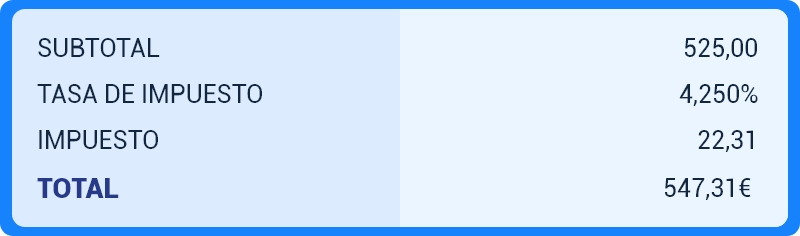 SUBTOTAL 525,00
TASA DE IMPUESTO 4,250%
IMPUESTO 22,31
TOTAL 547,31€